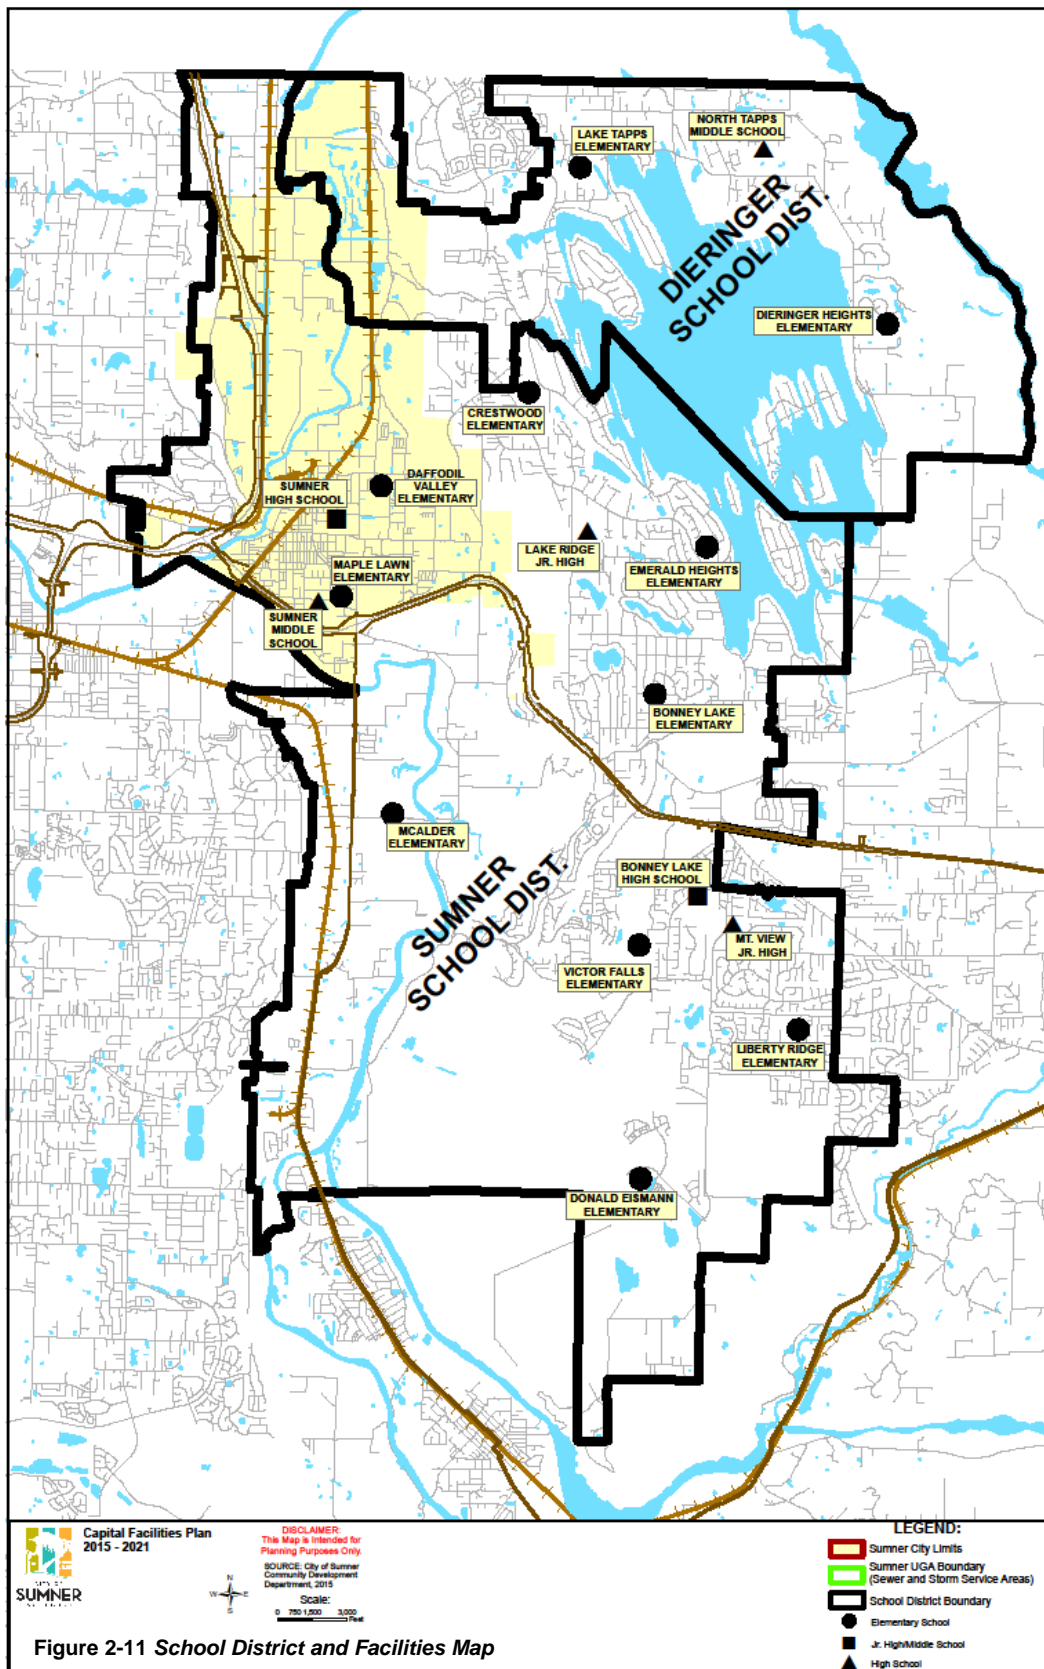 LAKE TAPPS
ELEMENTARY
NORTH TAPPS
MIDDLE SCHOOL
DIERINGER
SCHOOL DIST.
DIERINGER HEIGHTS
ELEMENTARY
CRESTWOOD
ELEMENTARY
DAFFODIL
VALLEY
ELEMENTARY
SUMNER
HIGH SCHOOL
LAKE RIDGE
JR. HIGH
EMERALD HEIGHTS
ELEMENTARY
MAPLE LAWN
ELEMENTARY
SUMNER
MIDDLE
SCHOOL
BONNEY LAKE
ELEMENTARY
MCALDER
ELEMENTARY
SUMNER
SCHOOL DIST.
BONNEY LAKE
HIGH SCHOOL
MT. VIEW
JR. HIGH
VICTOR FALLS
ELEMENTARY
LIBERTY RIDGE
ELEMENTARY
DONALD EISMANN
ELEMENTARY
CITY OF
SUMNER
Capital Facilities Plan
2015 - 2021
DISCLAIMER:
This Map is Intended for
Planning Purposes Only.
SOURCE: City of Sumner
Community Development
Department, 2015
N
W E
S
Scale:
0 750 1,500 3,000
Feet
LEGEND:
Sumner City Limits
Sumner UGA Boundary
(Sewer and Storm Service Areas)
School District Boundary
Elementary School
Jr. High/Middle School
High School
Figure 2-11 School District and Facilities Map